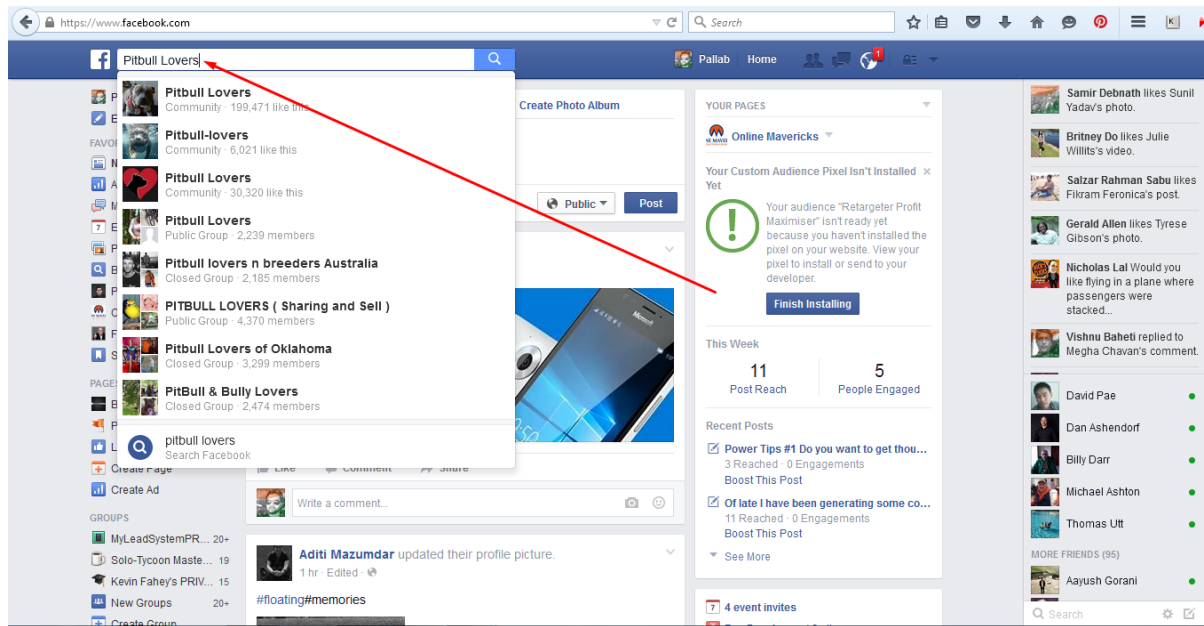 https://www.facebook.com
Search
K
f
Pitbull Lovers
Pallab
Home
1
Pitbull Lovers
Community · 199,471 like this
Pitbull-lovers
Community · 6,021 like this
Pitbull Lovers
Community · 30,320 like this
Pitbull Lovers
Public Group · 2,239 members
Pitbull lovers n breeders Australia
Closed Group · 2,185 members
PITBULL LOVERS ( Sharing and Sell )
Public Group · 4,370 members
Pitbull Lovers of Oklahoma
Closed Group · 3,299 members
PitBull & Bully Lovers
Closed Group · 2,474 members
pitbull lovers
Search Facebook
P
E
FAVO
N
A
M
E
P
B
P
C
F
S
PAGE
B
P
L
Create Page
Create Ad
GROUPS
MyLeadSystemPR... 20+
Solo-Tycoon Maste... 19
Kevin Fahey's PRIV... 15
New Groups 20+
Create Group
Create Photo Album
Public
Post
Microsoft
Like Comment Share
Write a comment...
Aditi Mazumdar updated their profile picture.
1 hr · Edited ·
#floating#memories
YOUR PAGES
Online Mavericks
Your Custom Audience Pixel Isn't Installed
Yet
Your audience "Retargeter Profit
Maximiser" isn't ready yet
because you haven't installed the
pixel on your website. View your
pixel to install or send to your
developer.
Finish Installing
This Week
11
Post Reach
5
People Engaged
Recent Posts
Power Tips #1 Do you want to get thou...
3 Reached · 0 Engagements
Boost This Post
Of late I have been generating some co...
11 Reached · 0 Engagements
Boost This Post
See More
7
4 event invites
Samir Debnath likes Sunil
Yadav's photo.
Britney Do likes Julie
Willits's video.
Salzar Rahman Sabu likes
Fikram Feronica's post.
Gerald Allen likes Tyrese
Gibson's photo.
Nicholas Lal Would you
like flying in a plane where
passengers were
stacked...
Vishnu Baheti replied to
Megha Chavan's comment.
David Pae
Dan Ashendorf
Billy Darr
Michael Ashton
Thomas Utt
MORE FRIENDS (95)
Aayush Gorani
Search